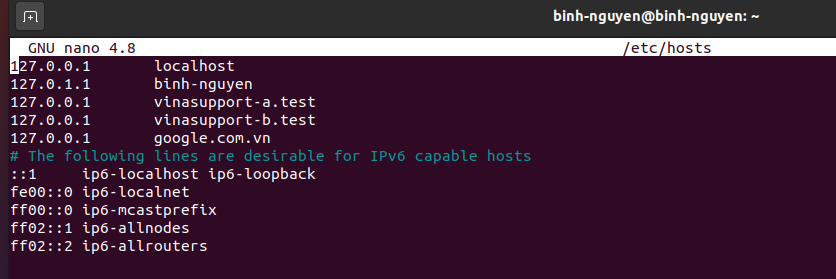 binh-nguyen@binh-nguyen: ~
GNU nano 4.8 /etc/hosts
127.0.0.1 localhost
127.0.1.1 binh-nguyen
127.0.0.1 vinasupport-a.test
127.0.0.1 vinasupport-b.test
127.0.0.1 google.com.vn
# The following lines are desirable for IPv6 capable hosts
::1 ip6-localhost ip6-loopback
fe00::0 ip6-localnet
ff00::0 ip6-mcastprefix
ff02::1 ip6-allnodes
ff02::2 ip6-allrouters